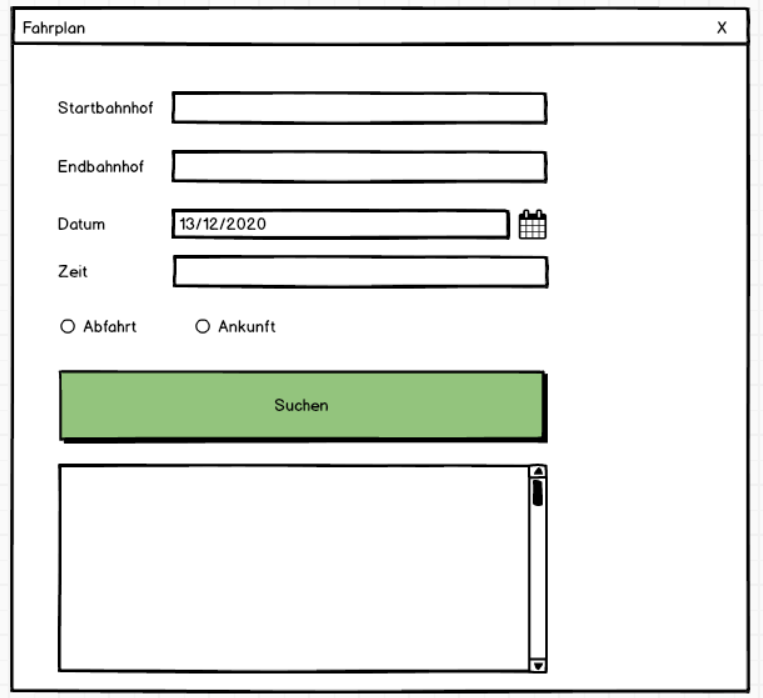 Fahrplan X
Startbahnhof
Endbahnhof
Datum 13/12/2020
Zeit
Abfahrt Ankunft
Suchen